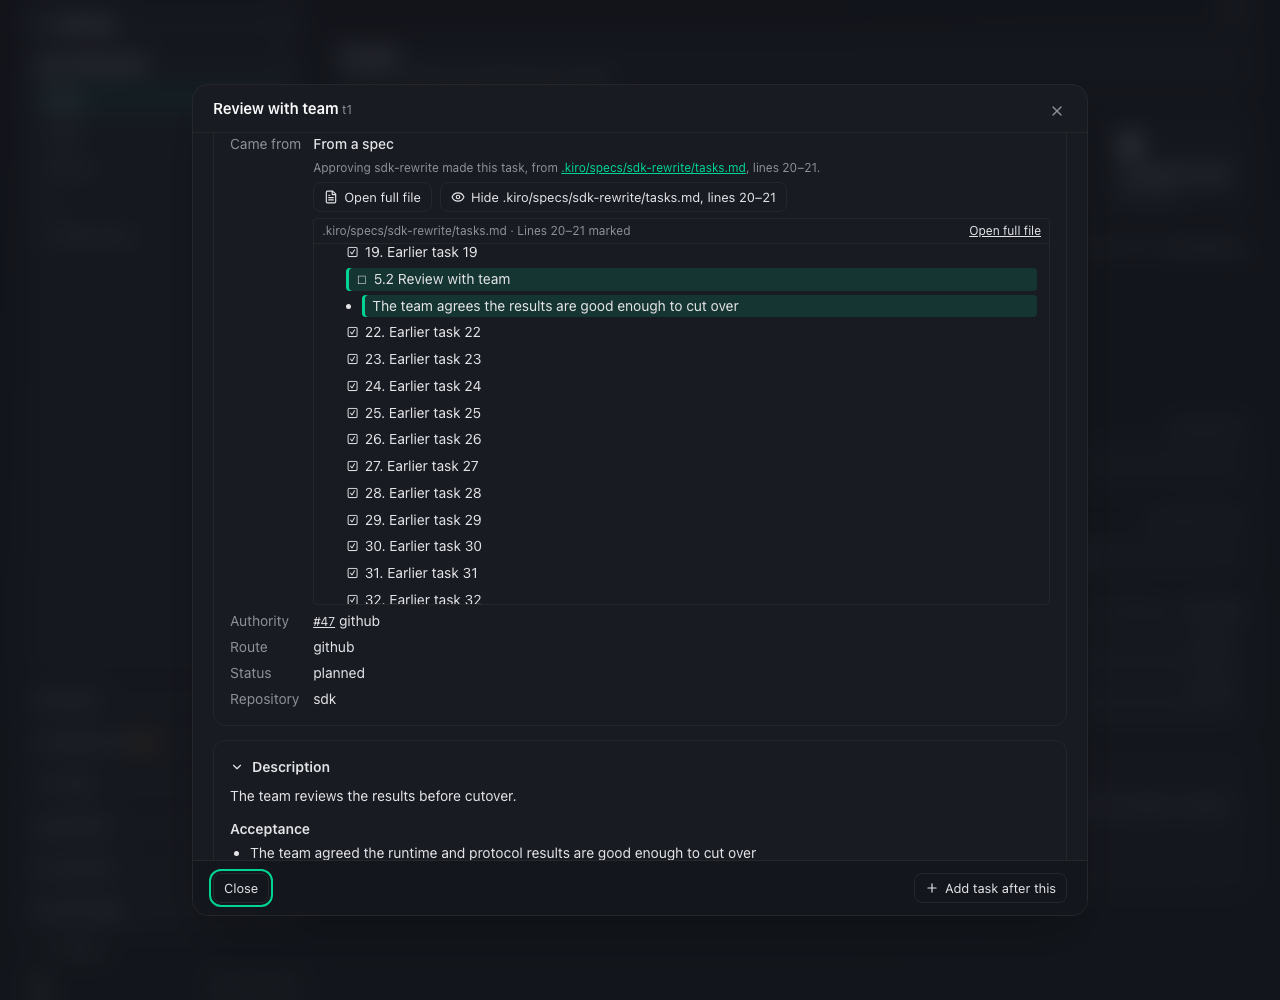 Review with team t1
Came from From a spec
Approving sdk-rewrite made this task, from .kiro/specs/sdk-rewrite/tasks.md, lines 20–21.
Open full file Hide .kiro/specs/sdk-rewrite/tasks.md, lines 20–21
.kiro/specs/sdk-rewrite/tasks.md · Lines 20–21 marked Open full file
☑ 19. Earlier task 19
☐ 5.2 Review with team
• The team agrees the results are good enough to cut over
☑ 22. Earlier task 22
☑ 23. Earlier task 23
☑ 24. Earlier task 24
☑ 25. Earlier task 25
☑ 26. Earlier task 26
☑ 27. Earlier task 27
☑ 28. Earlier task 28
☑ 29. Earlier task 29
☑ 30. Earlier task 30
☑ 31. Earlier task 31
☑ 32. Earlier task 32
Authority #47 github
Route github
Status planned
Repository sdk
Description
The team reviews the results before cutover.
Acceptance
• The team agreed the runtime and protocol results are good enough to cut over
Close + Add task after this